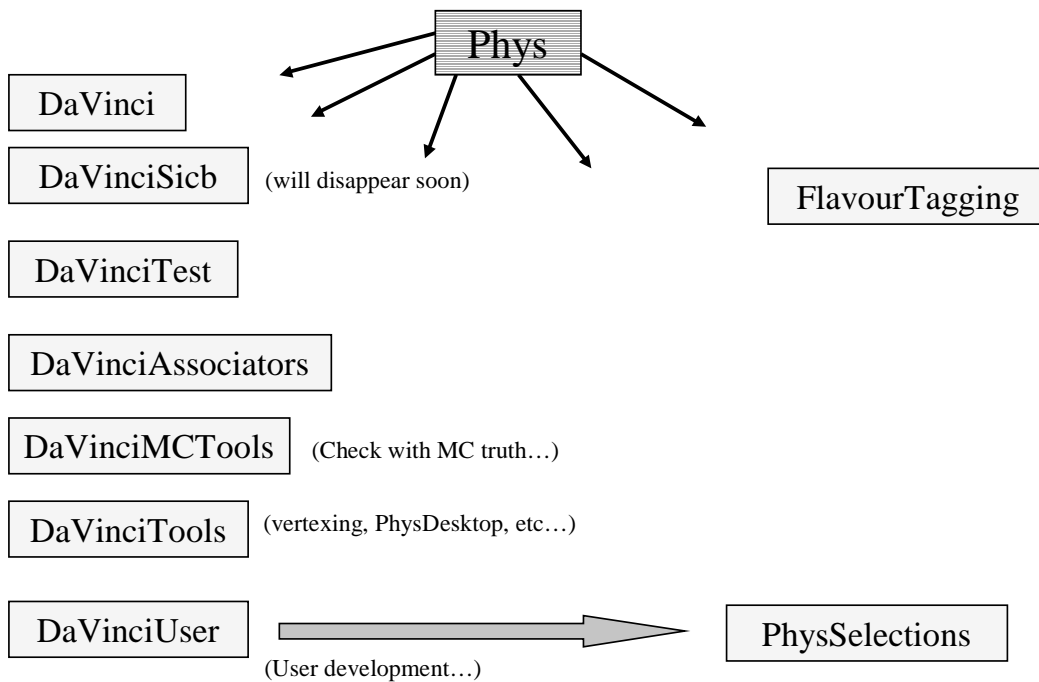 Phys
DaVinci
DaVinciSicb (will disappear soon)
FlavourTagging
DaVinciTest
DaVinciAssociators
DaVinciMCTools (Check with MC truth…)
DaVinciTools (vertexing, PhysDesktop, etc…)
DaVinciUser
PhysSelections
(User development…)